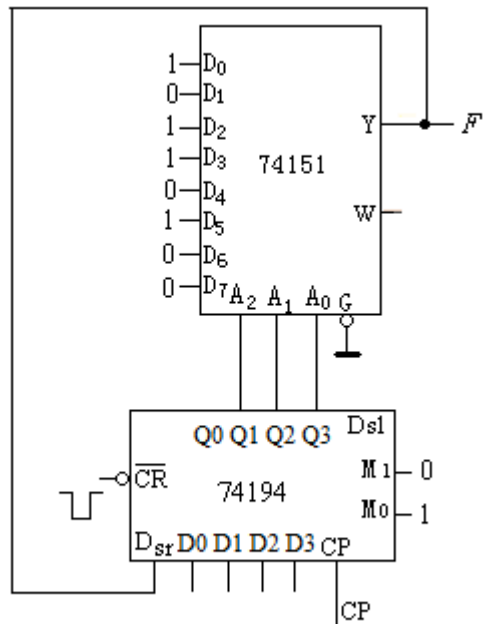 1 D₀
0 D₁
1 D₂
1 D₃
0 D₄
1 D₅
0 D₆
0 D₇
Y
F
74151
W
A₂ A₁ A₀ G
Q0 Q1 Q2 Q3
Dsl
CR
M₁ 0
74194
M₀ 1
Dsr D0 D1 D2 D3 CP
CP